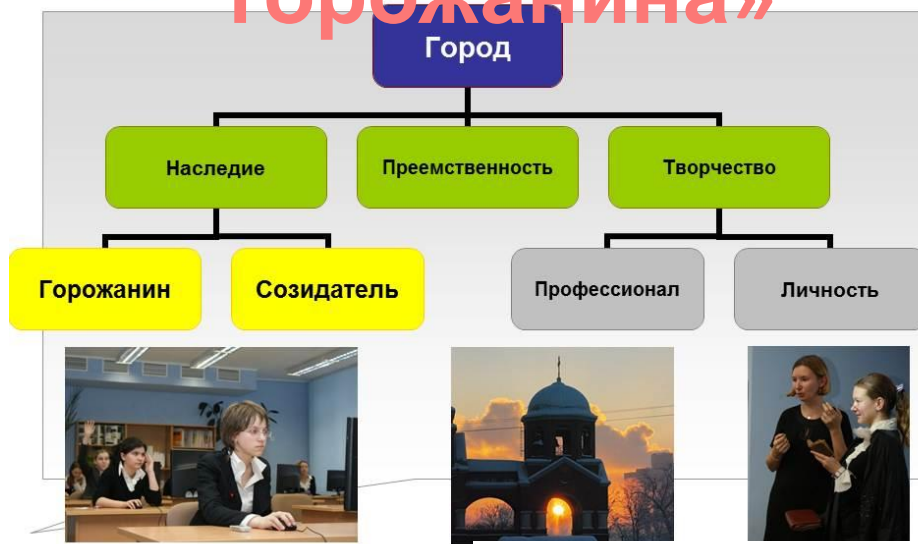 горожанина»
Город
Наследие
Преемственность
Творчество
Горожанин
Созидатель
Профессионал
Личность